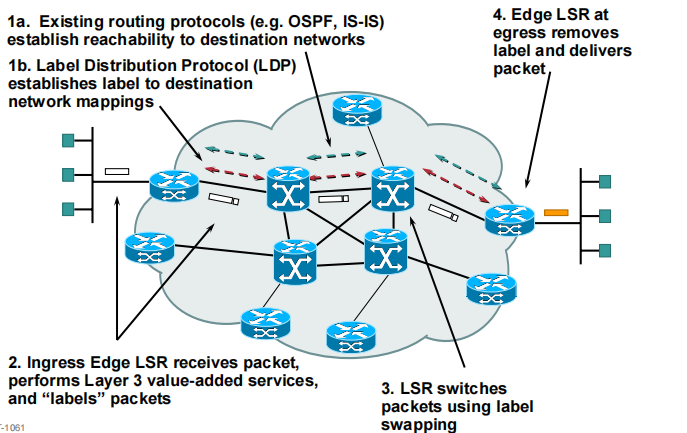 1a. Existing routing protocols (e.g. OSPF, IS-IS)
establish reachability to destination networks
1b. Label Distribution Protocol (LDP)
establishes label to destination
network mappings
4. Edge LSR at
egress removes
label and delivers
packet
2. Ingress Edge LSR receives packet,
performs Layer 3 value-added services,
and “labels” packets
3. LSR switches
packets using label
swapping
-1061